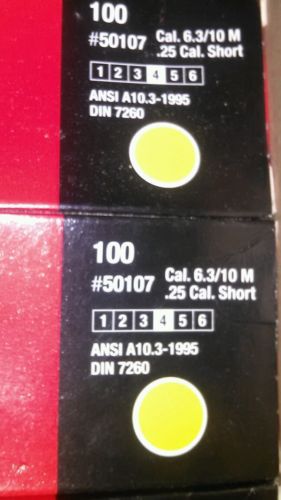 100
#50107 Cal. 6.3/10 M
.25 Cal. Short
1 2 3 4 5 6
ANSI A10.3-1995
DIN 7260
100
#50107 Cal. 6.3/10 M
.25 Cal. Short
1 2 3 4 5 6
ANSI A10.3-1995
DIN 7260